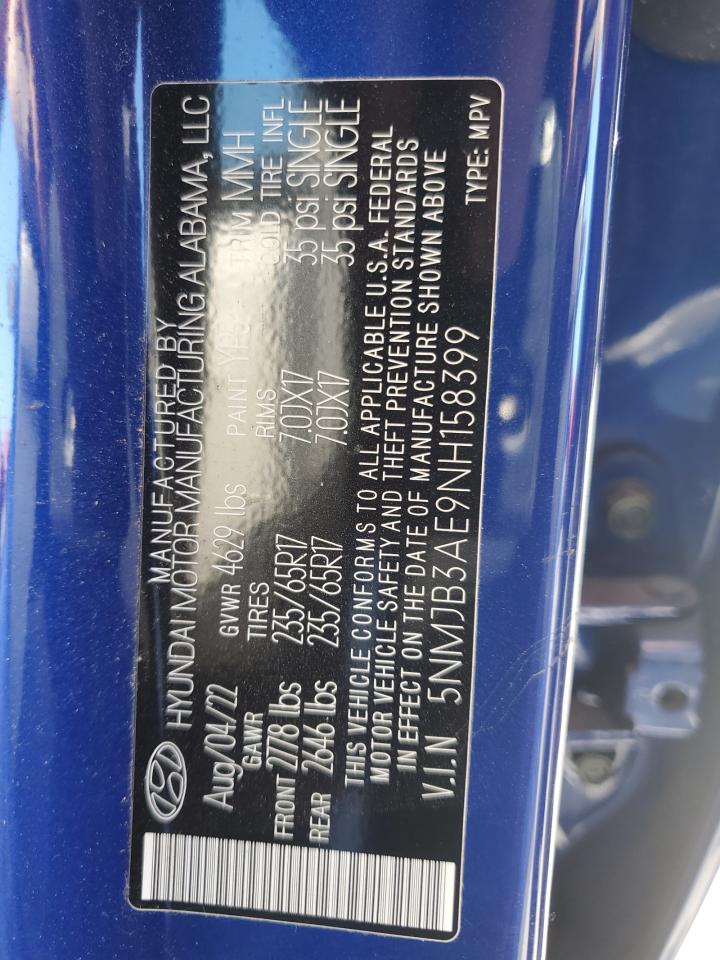 MANUFACTURED BY
HYUNDAI MOTOR MANUFACTURING ALABAMA, LLC
Aug/04/22 GVWR 4629 lbs PAINT TRIM MMH
GAWR TIRES RIMS COLD TIRE INFL
FRONT 2778 lbs 235/65R17 7.0JX17 35 psi SINGLE
REAR 2646 lbs 235/65R17 7.0JX17 35 psi SINGLE
THIS VEHICLE CONFORMS TO ALL APPLICABLE U.S.A. FEDERAL
MOTOR VEHICLE SAFETY AND THEFT PREVENTION STANDARDS
IN EFFECT ON THE DATE OF MANUFACTURE SHOWN ABOVE
V.I.N 5NMJB3AE9NH158399 TYPE: MPV